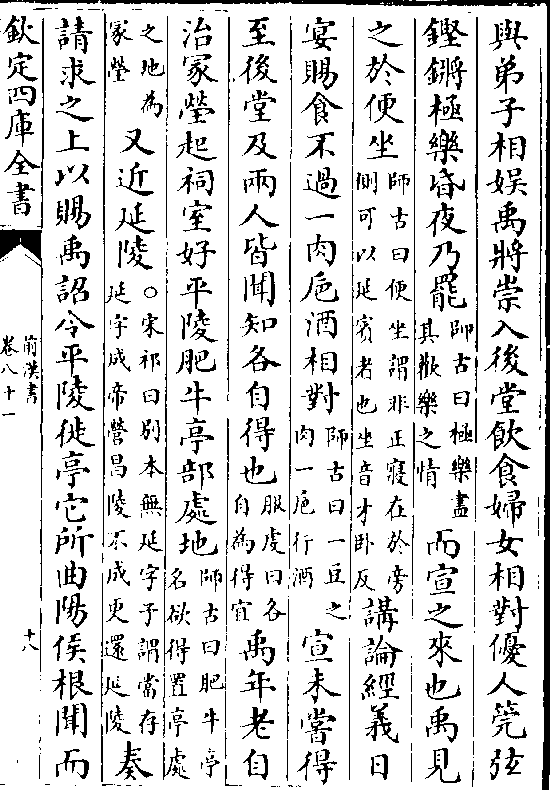 與弟子相娱禹將崇入後堂飲食婦女相對優人筦弦
鏗鏘極樂昏夜乃罷師古曰極樂盡其歡樂之情而宣之來也禹見
之於便坐師古曰便坐謂非正寢在於旁側可以延賓者也坐音才卧反講論經義日
宴賜食不過一肉巵酒相對師古曰一豆之肉一巵行酒宣未嘗得
至後堂及兩人皆聞知各自得也服虔曰各自為得宜禹年老自
治冢塋起祠室好平陵肥牛亭部處地師古曰肥牛亭名欲得置亭處
之地為冢塋又近延陵○宋祁曰别本無延字子謂當存延字成帝營昌陵不成更還延陵奏
請求之上以賜禹詔令平陵徙亭它所曲陽侯根聞而
欽定四庫全書
前漢書
卷八十一
十八